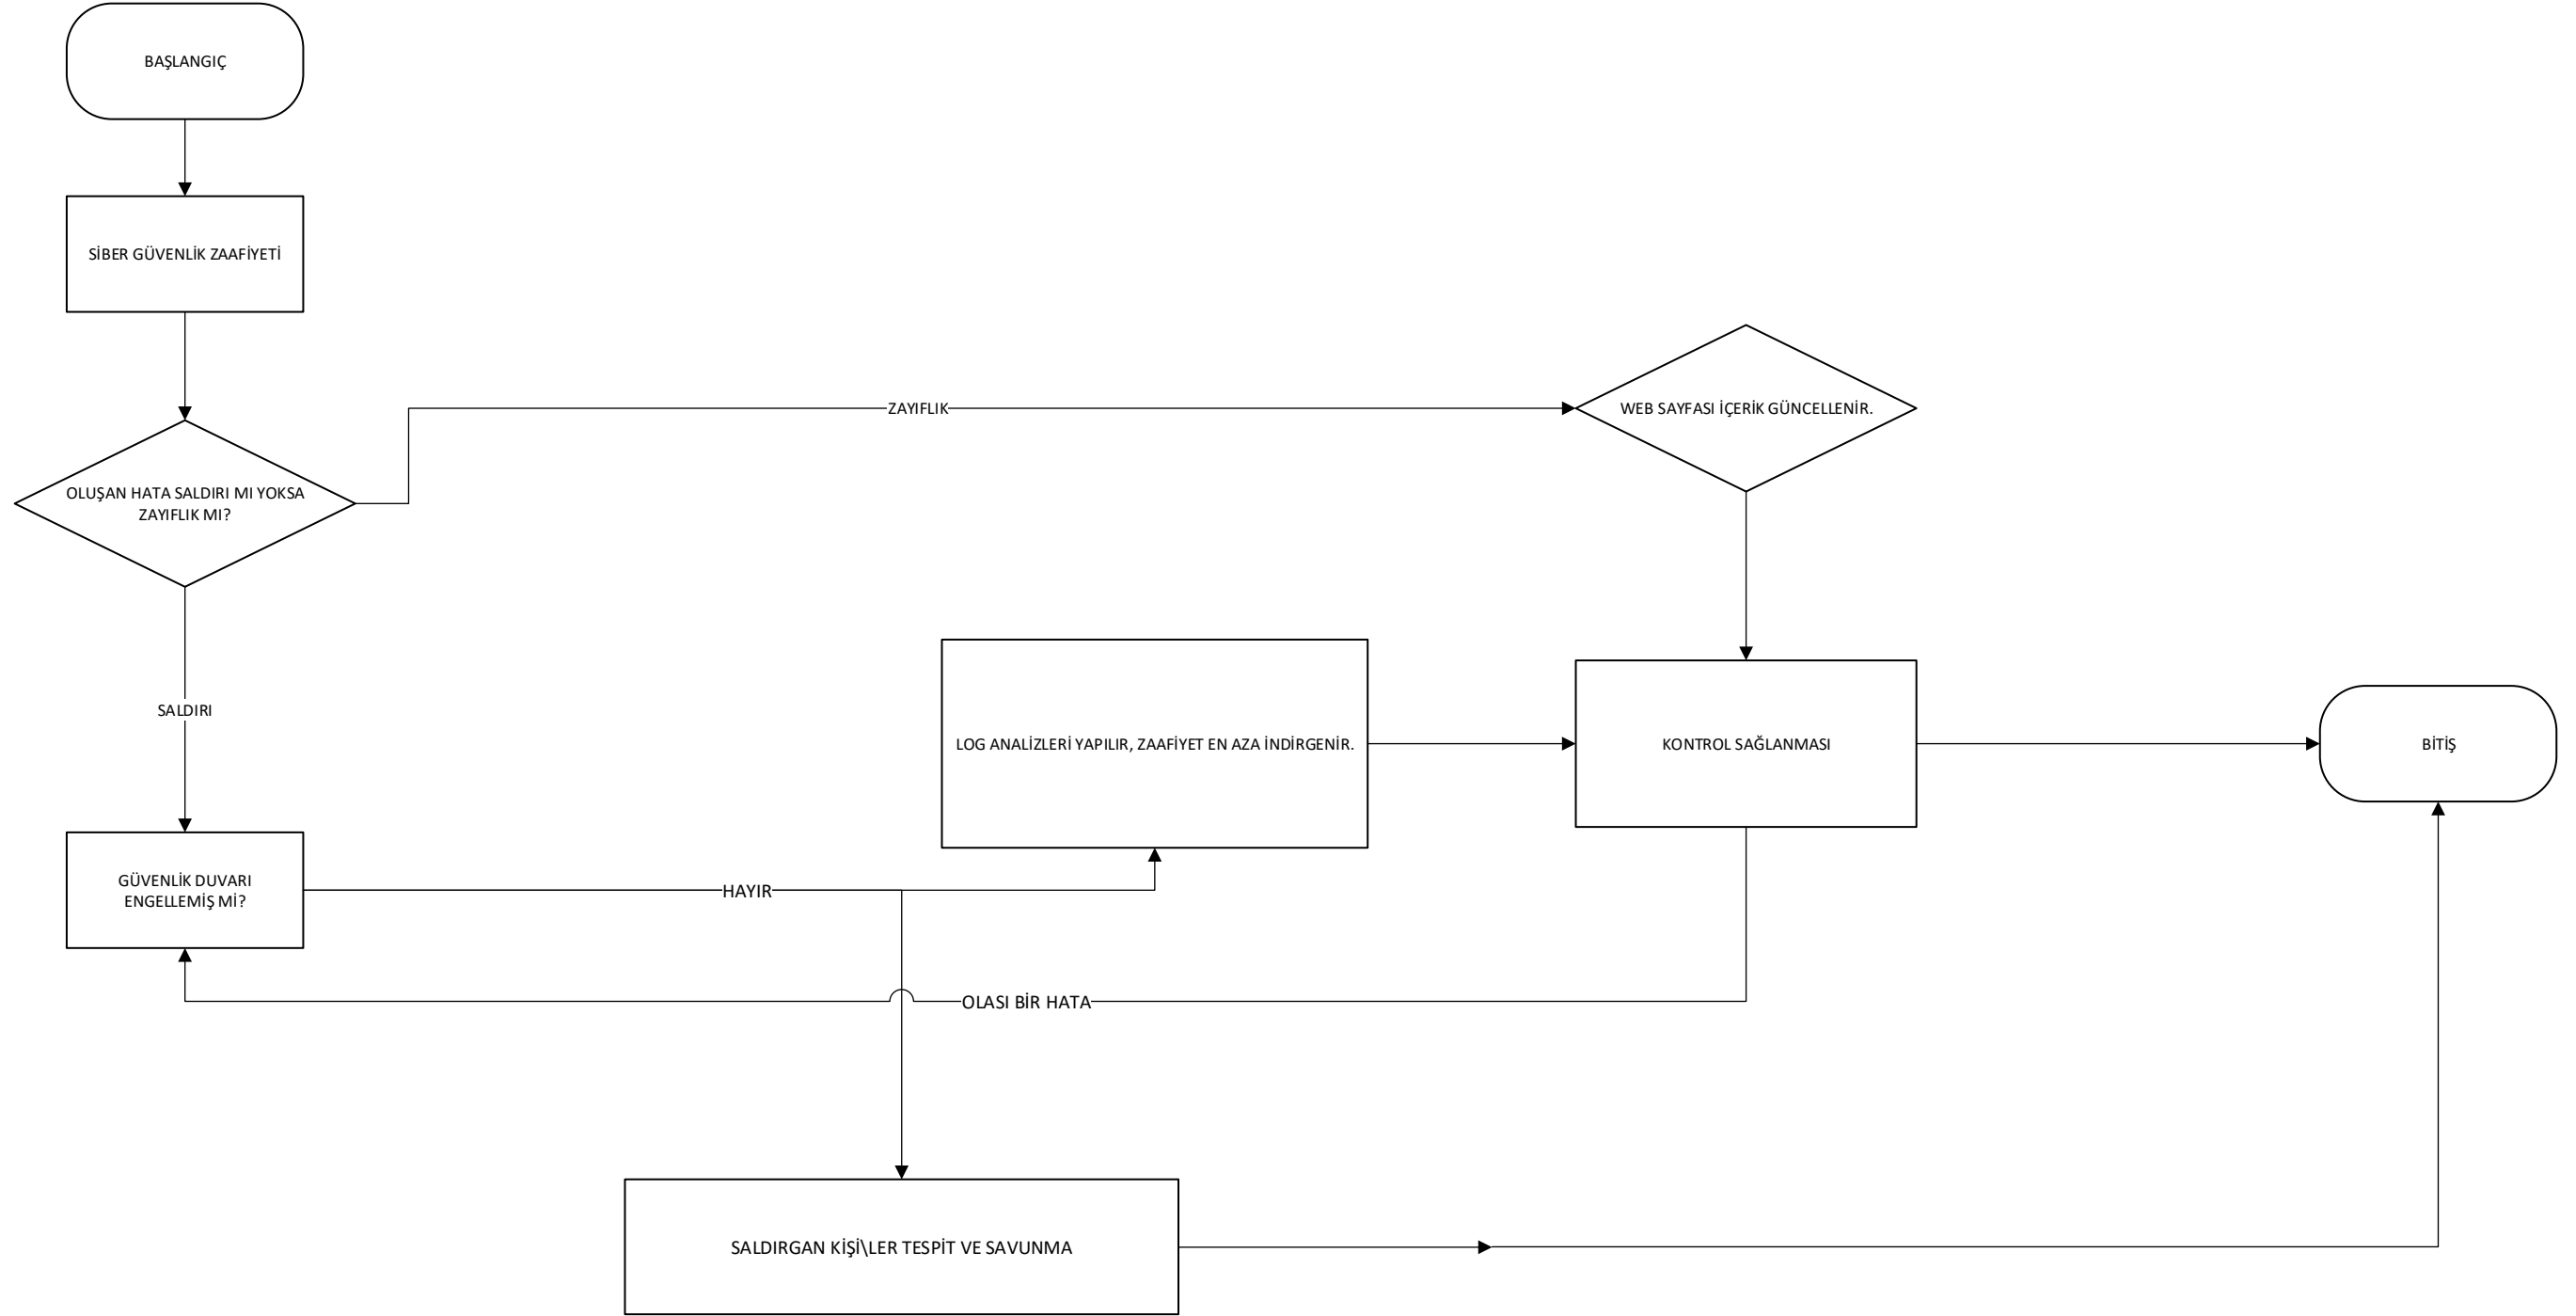 BAŞLANGIÇ
SİBER GÜVENLİK ZAAFİYETİ
ZAYIFLIK
WEB SAYFASI İÇERİK GÜNCELLENİR.
OLUŞAN HATA SALDIRI MI YOKSA
ZAYIFLIK MI?
SALDIRI
LOG ANALİZLERİ YAPILIR, ZAAFİYET EN AZA İNDİRGENİR.
KONTROL SAĞLANMASI
BİTİŞ
GÜVENLİK DUVARI
ENGELLEMİŞ Mİ?
HAYIR
OLASI BİR HATA
SALDIRGAN KİŞİ\LER TESPİT VE SAVUNMA